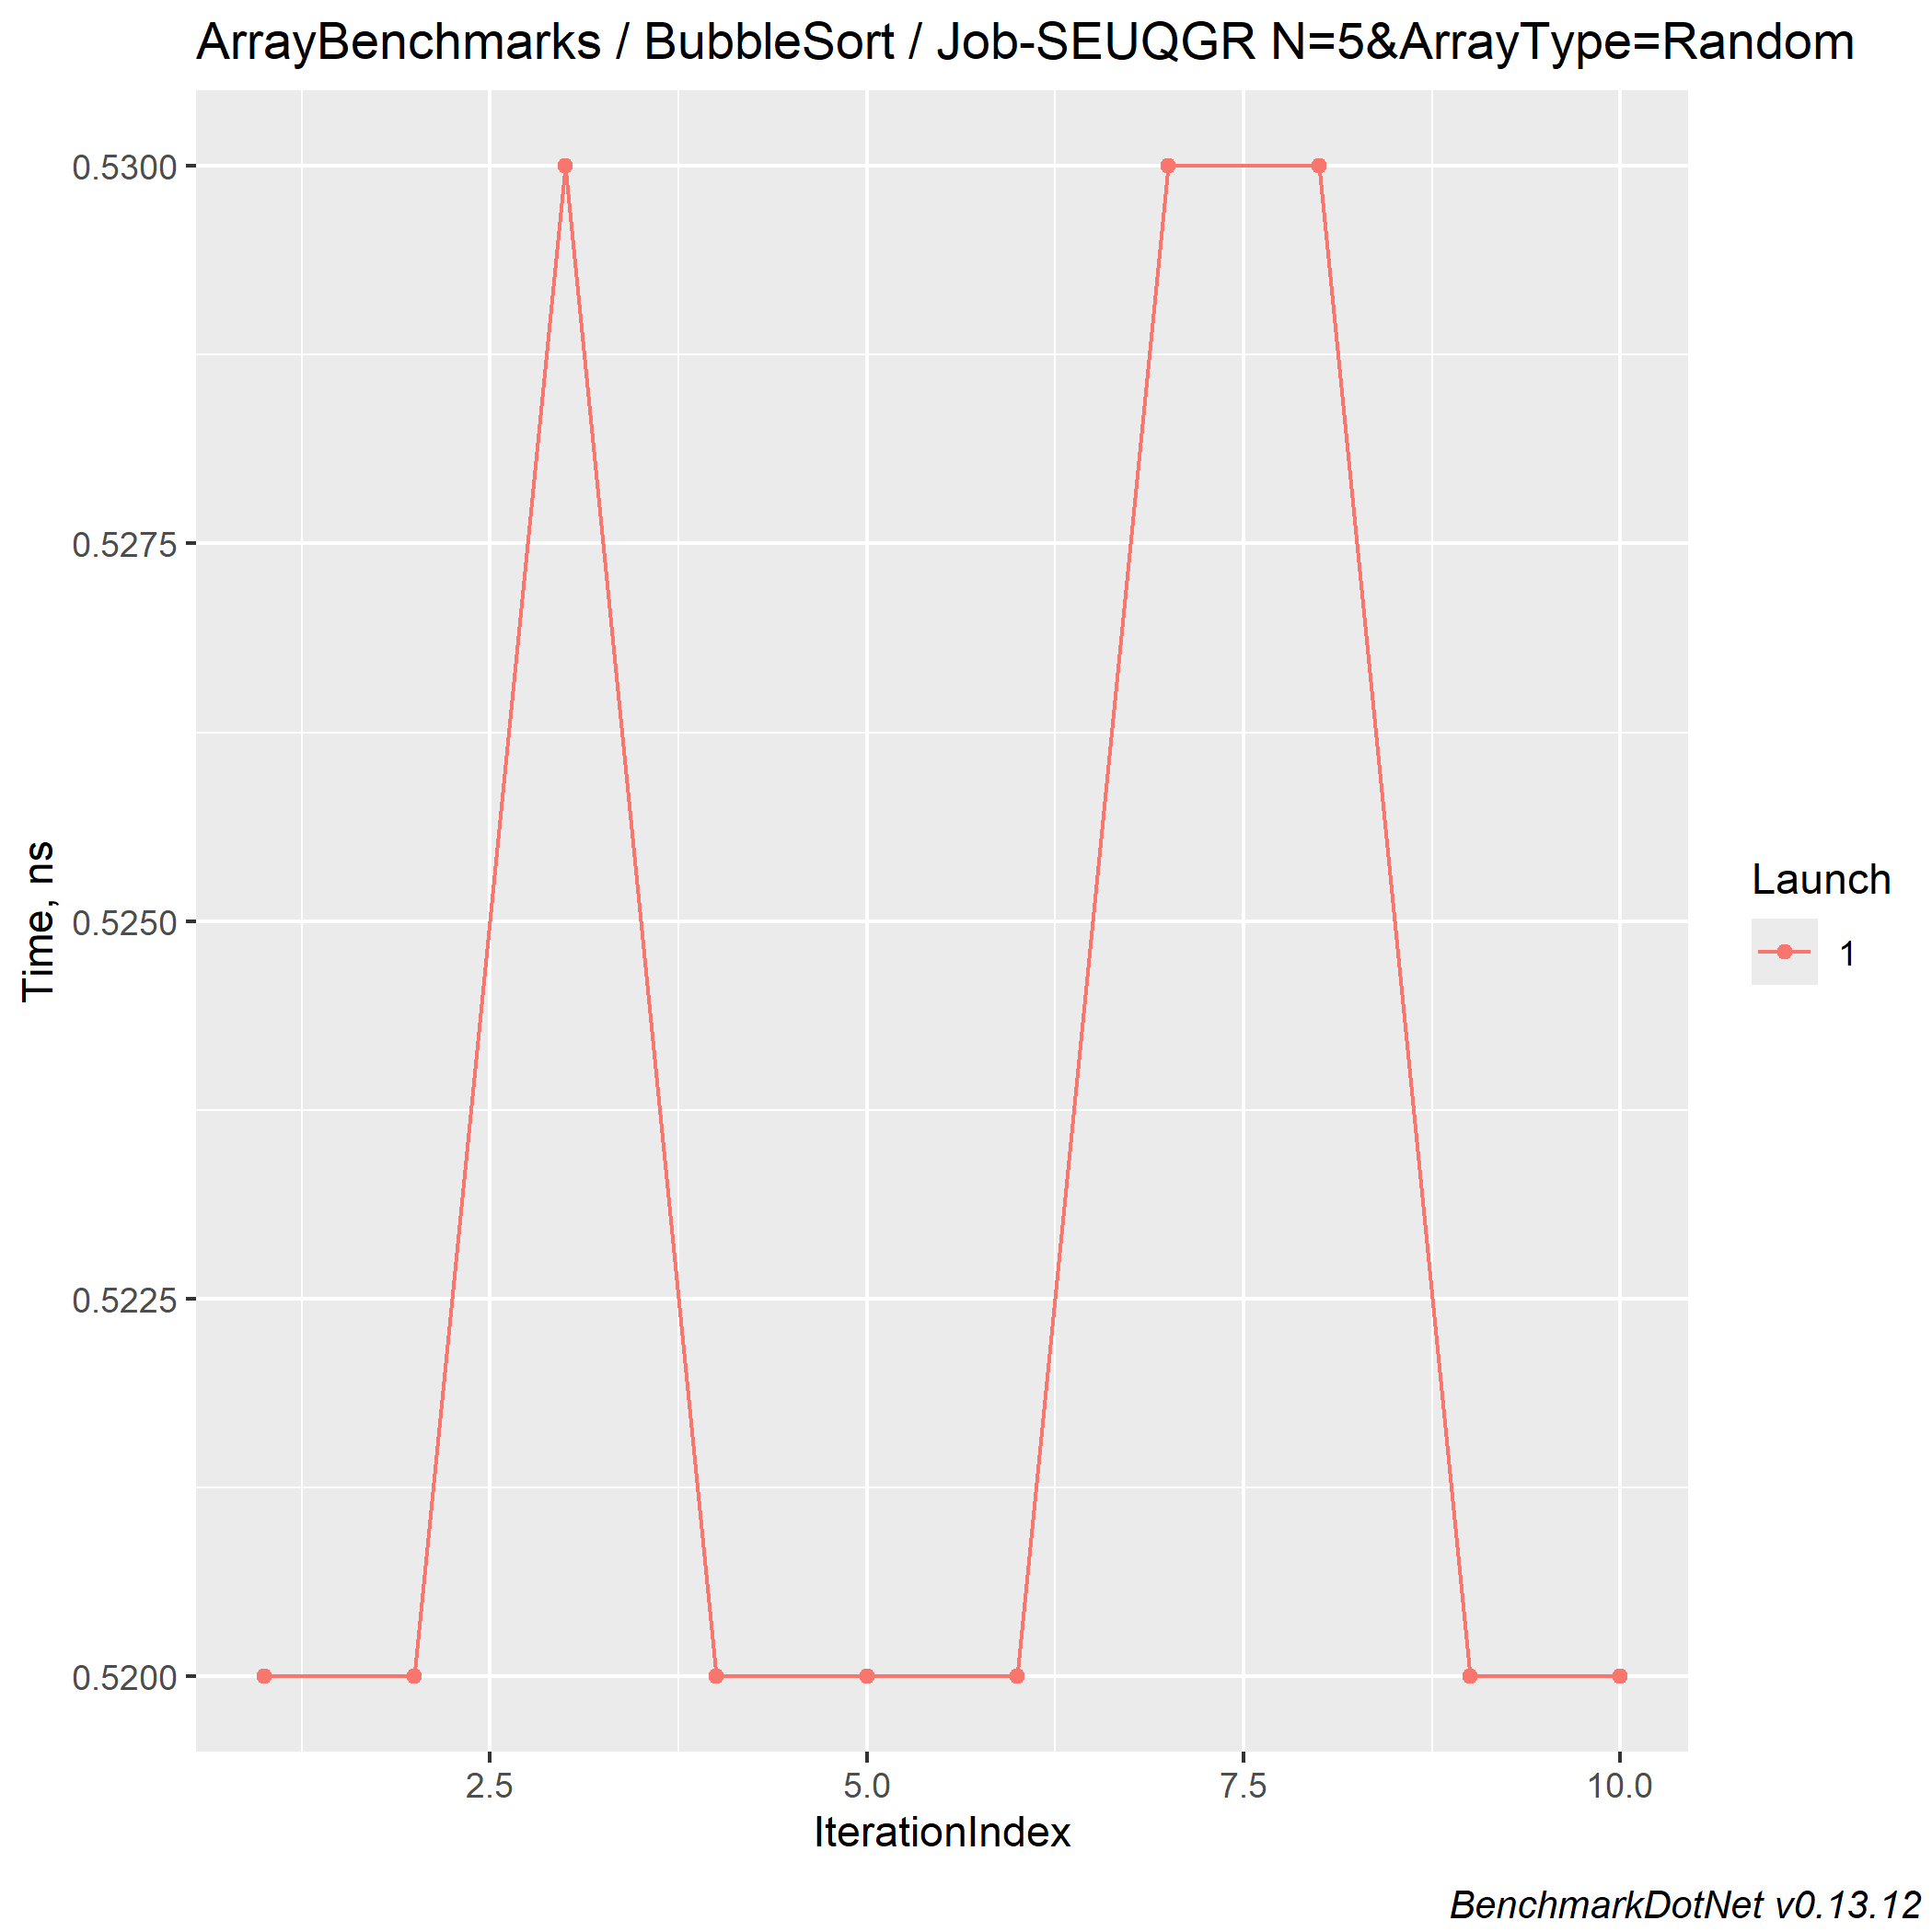 ArrayBenchmarks / BubbleSort / Job-SEUQGR N=5&ArrayType=Random
0.5300
0.5275
0.5250
0.5225
0.5200
Time, ns
2.5 5.0 7.5 10.0
IterationIndex
Launch
1
BenchmarkDotNet v0.13.12